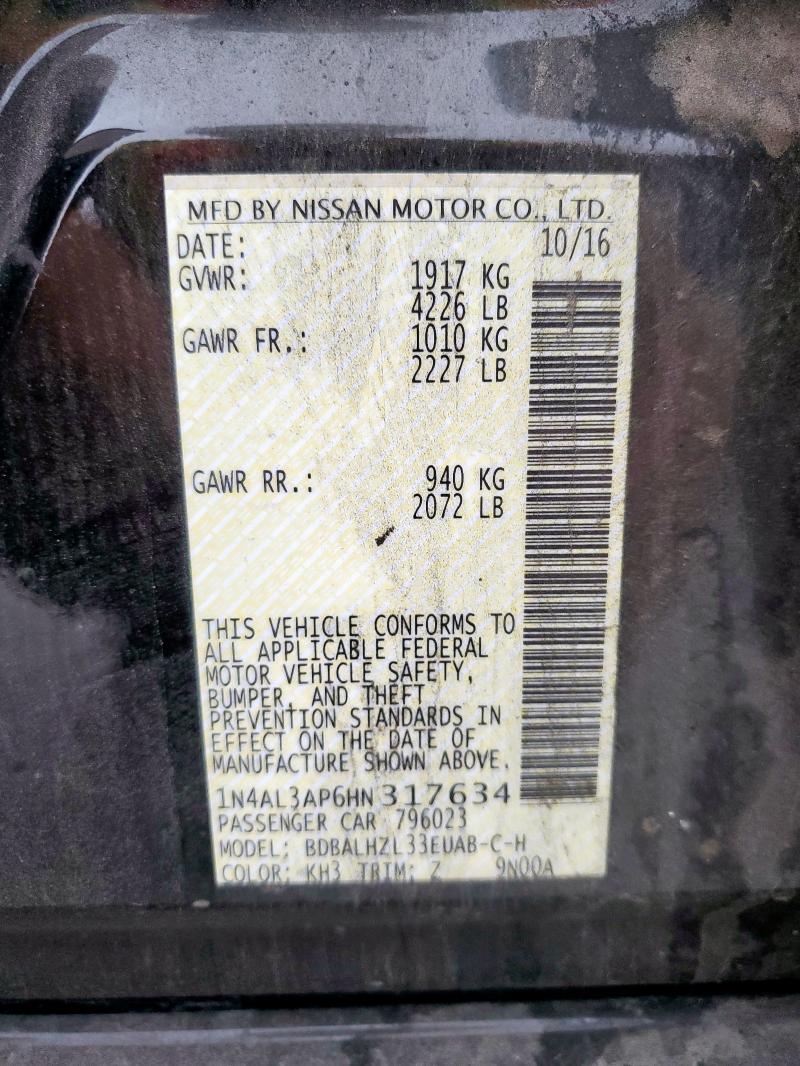 MFD BY NISSAN MOTOR CO., LTD.
DATE: 10/16
GVWR: 1917 KG
4226 LB
GAWR FR.: 1010 KG
2227 LB
GAWR RR.: 940 KG
2072 LB
THIS VEHICLE CONFORMS TO
ALL APPLICABLE FEDERAL
MOTOR VEHICLE SAFETY,
BUMPER, AND THEFT
PREVENTION STANDARDS IN
EFFECT ON THE DATE OF
MANUFACTURE SHOWN ABOVE.
1N4AL3AP6HN317634
PASSENGER CAR 796023
MODEL: BDBALHZL33EUAB-C-H
COLOR: KH3 TRIM: Z 9N00A